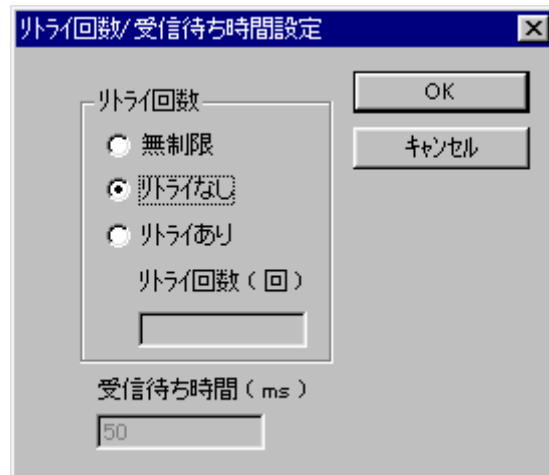 リトライ回数/受信待ち時間設定
リトライ回数
無制限
リトライなし
リトライあり
リトライ回数(回)
受信待ち時間(ms)
50
OK
キャンセル